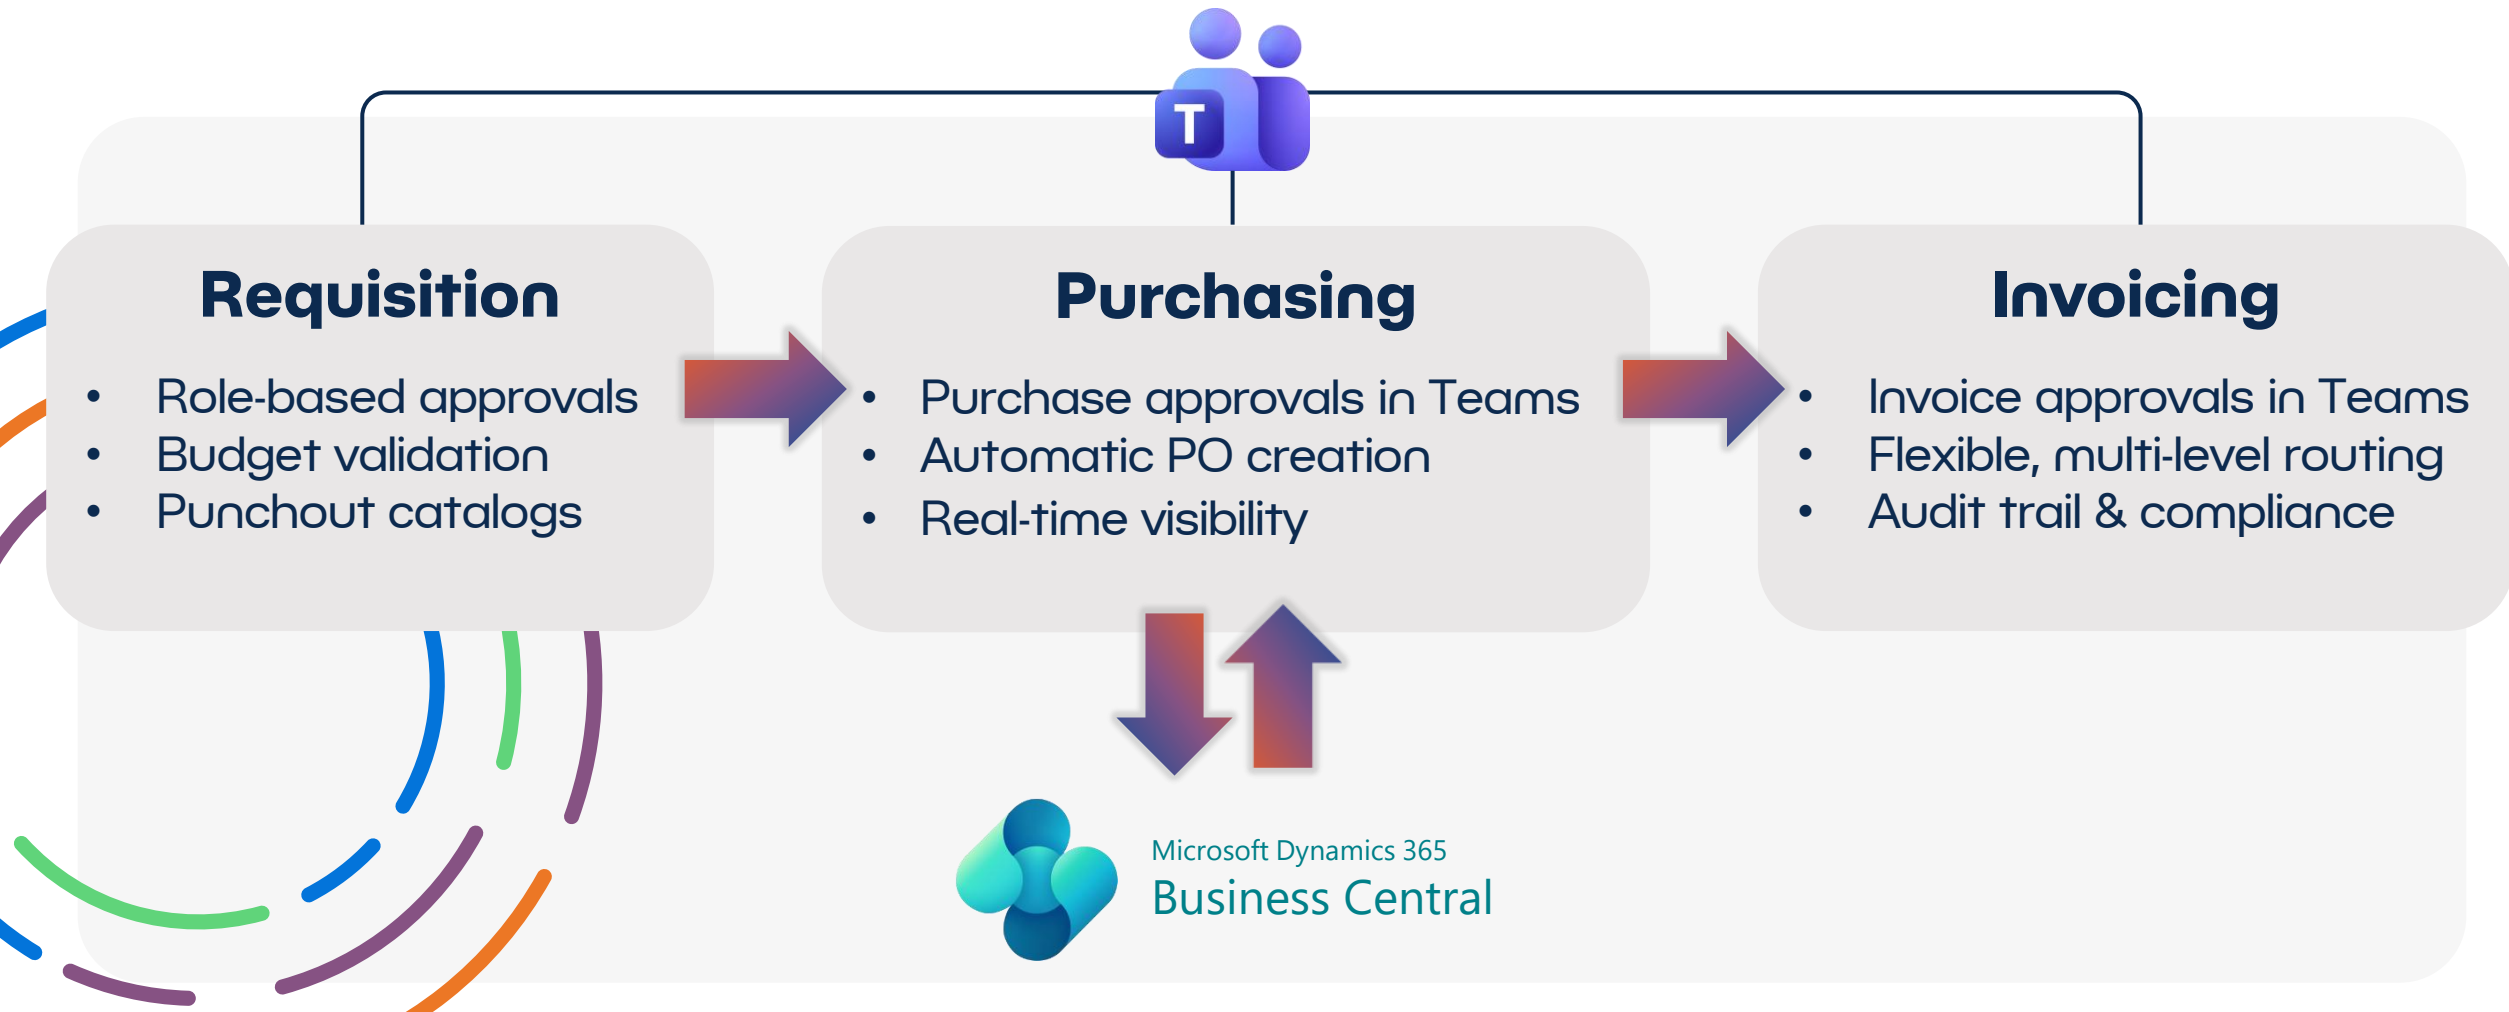 T
Requisition
• Role-based approvals
• Budget validation
• Punchout catalogs
Purchasing
• Purchase approvals in Teams
• Automatic PO creation
• Real-time visibility
Invoicing
• Invoice approvals in Teams
• Flexible, multi-level routing
• Audit trail & compliance
Microsoft Dynamics 365
Business Central